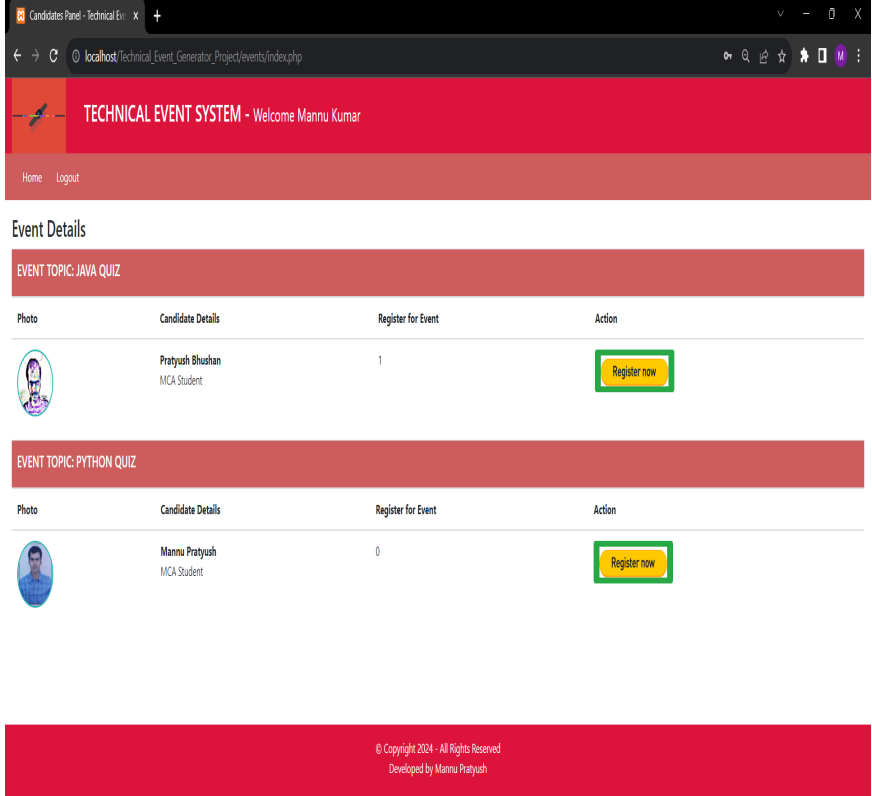 Candidates Panel - Technical Eve
localhost/Technical_Event_Generator_Project/events/index.php
M
TECHNICAL EVENT SYSTEM - Welcome Mannu Kumar
Home Logout
Event Details
EVENT TOPIC: JAVA QUIZ
Photo Candidate Details Register for Event Action
Pratyush Bhushan 1 Register now
MCA Student
EVENT TOPIC: PYTHON QUIZ
Photo Candidate Details Register for Event Action
Mannu Pratyush 0 Register now
MCA Student
© Copyright 2024 - All Rights Reserved
Developed by Mannu Pratyush